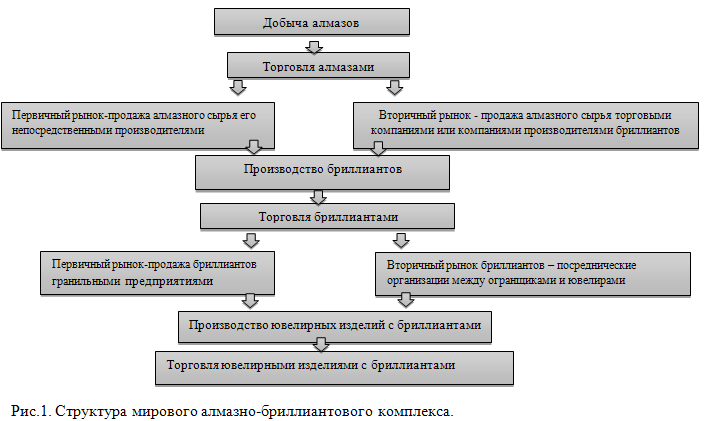 Добыча алмазов
Торговля алмазами
Первичный рынок-продажа алмазного сырья его
непосредственными производителями
Вторичный рынок - продажа алмазного сырья торговыми
компаниями или компаниями производителями бриллиантов
Производство бриллиантов
Торговля бриллиантами
Первичный рынок-продажа бриллиантов
гранильными предприятиями
Вторичный рынок бриллиантов – посреднические
организации между огранщиками и ювелирами
Производство ювелирных изделий с бриллиантами
Торговля ювелирными изделиями с бриллиантами
Рис.1. Структура мирового алмазно-бриллиантового комплекса.